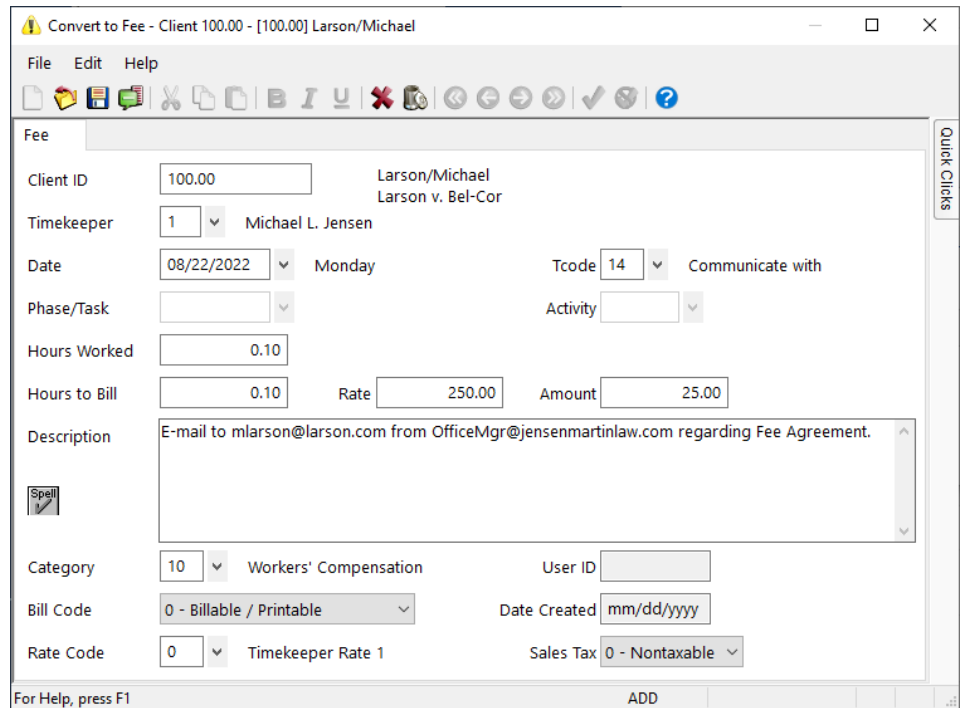 Convert to Fee - Client 100.00 - [100.00] Larson/Michael
File Edit Help
B I U
Fee
Quick Clicks
Client ID 100.00 Larson/Michael
Larson v. Bel-Cor
Timekeeper 1 Michael L. Jensen
Date 08/22/2022 Monday Tcode 14 Communicate with
Phase/Task Activity
Hours Worked 0.10
Hours to Bill 0.10 Rate 250.00 Amount 25.00
Description E-mail to mlarson@larson.com from OfficeMgr@jensenmartinlaw.com regarding Fee Agreement.
Spell
Category 10 Workers' Compensation User ID
Bill Code 0 - Billable / Printable Date Created mm/dd/yyyy
Rate Code 0 Timekeeper Rate 1 Sales Tax 0 - Nontaxable
For Help, press F1 ADD